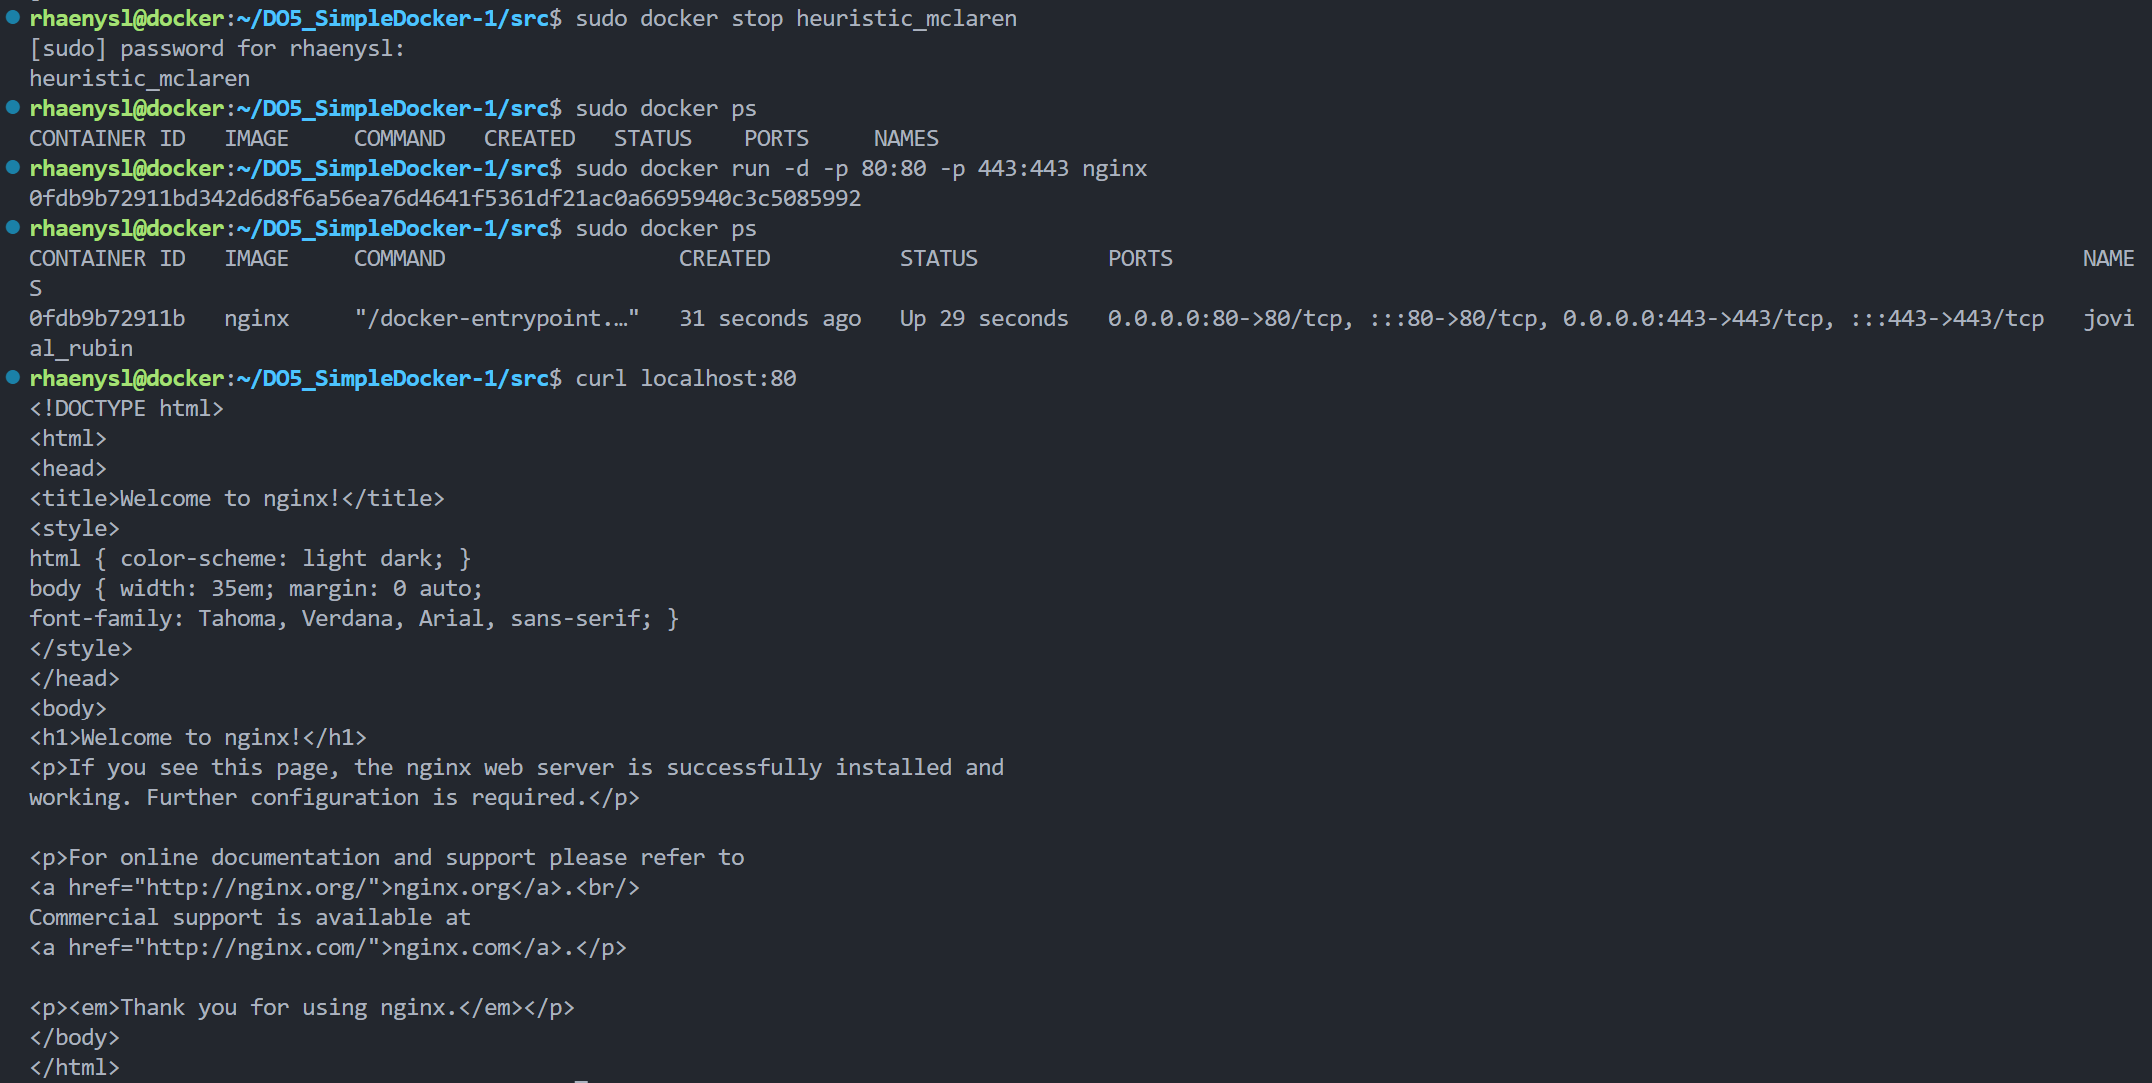 rhaenysl@docker:~/DO5_SimpleDocker-1/src$ sudo docker stop heuristic_mclaren
[sudo] password for rhaenysl:
heuristic_mclaren
rhaenysl@docker:~/DO5_SimpleDocker-1/src$ sudo docker ps
CONTAINER ID   IMAGE     COMMAND   CREATED   STATUS    PORTS     NAMES
rhaenysl@docker:~/DO5_SimpleDocker-1/src$ sudo docker run -d -p 80:80 -p 443:443 nginx
0fdb9b72911bd342d6d8f6a56ea76d4641f5361df21ac0a6695940c3c5085992
rhaenysl@docker:~/DO5_SimpleDocker-1/src$ sudo docker ps
CONTAINER ID   IMAGE     COMMAND                  CREATED          STATUS          PORTS                                                                      NAME
S
0fdb9b72911b   nginx     "/docker-entrypoint.…"   31 seconds ago   Up 29 seconds   0.0.0.0:80->80/tcp, :::80->80/tcp, 0.0.0.0:443->443/tcp, :::443->443/tcp   jovi
al_rubin
rhaenysl@docker:~/DO5_SimpleDocker-1/src$ curl localhost:80
<!DOCTYPE html>
<html>
<head>
<title>Welcome to nginx!</title>
<style>
html { color-scheme: light dark; }
body { width: 35em; margin: 0 auto;
font-family: Tahoma, Verdana, Arial, sans-serif; }
</style>
</head>
<body>
<h1>Welcome to nginx!</h1>
<p>If you see this page, the nginx web server is successfully installed and
working. Further configuration is required.</p>

<p>For online documentation and support please refer to
<a href="http://nginx.org/">nginx.org</a>.<br/>
Commercial support is available at
<a href="http://nginx.com/">nginx.com</a>.</p>

<p><em>Thank you for using nginx.</em></p>
</body>
</html>